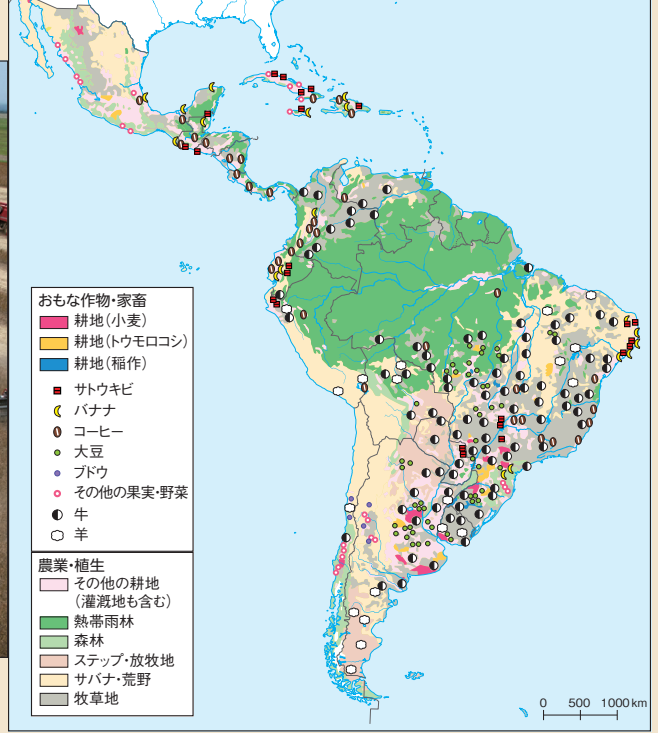 おもな作物・家畜
耕地(小麦)
耕地(トウモロコシ)
耕地(稲作)
サトウキビ
バナナ
コーヒー
大豆
ブドウ
その他の果実・野菜
牛
羊
農業・植生
その他の耕地
(灌漑地も含む)
熱帯雨林
森林
ステップ・放牧地
サバナ・荒野
牧草地
0 500 1000km